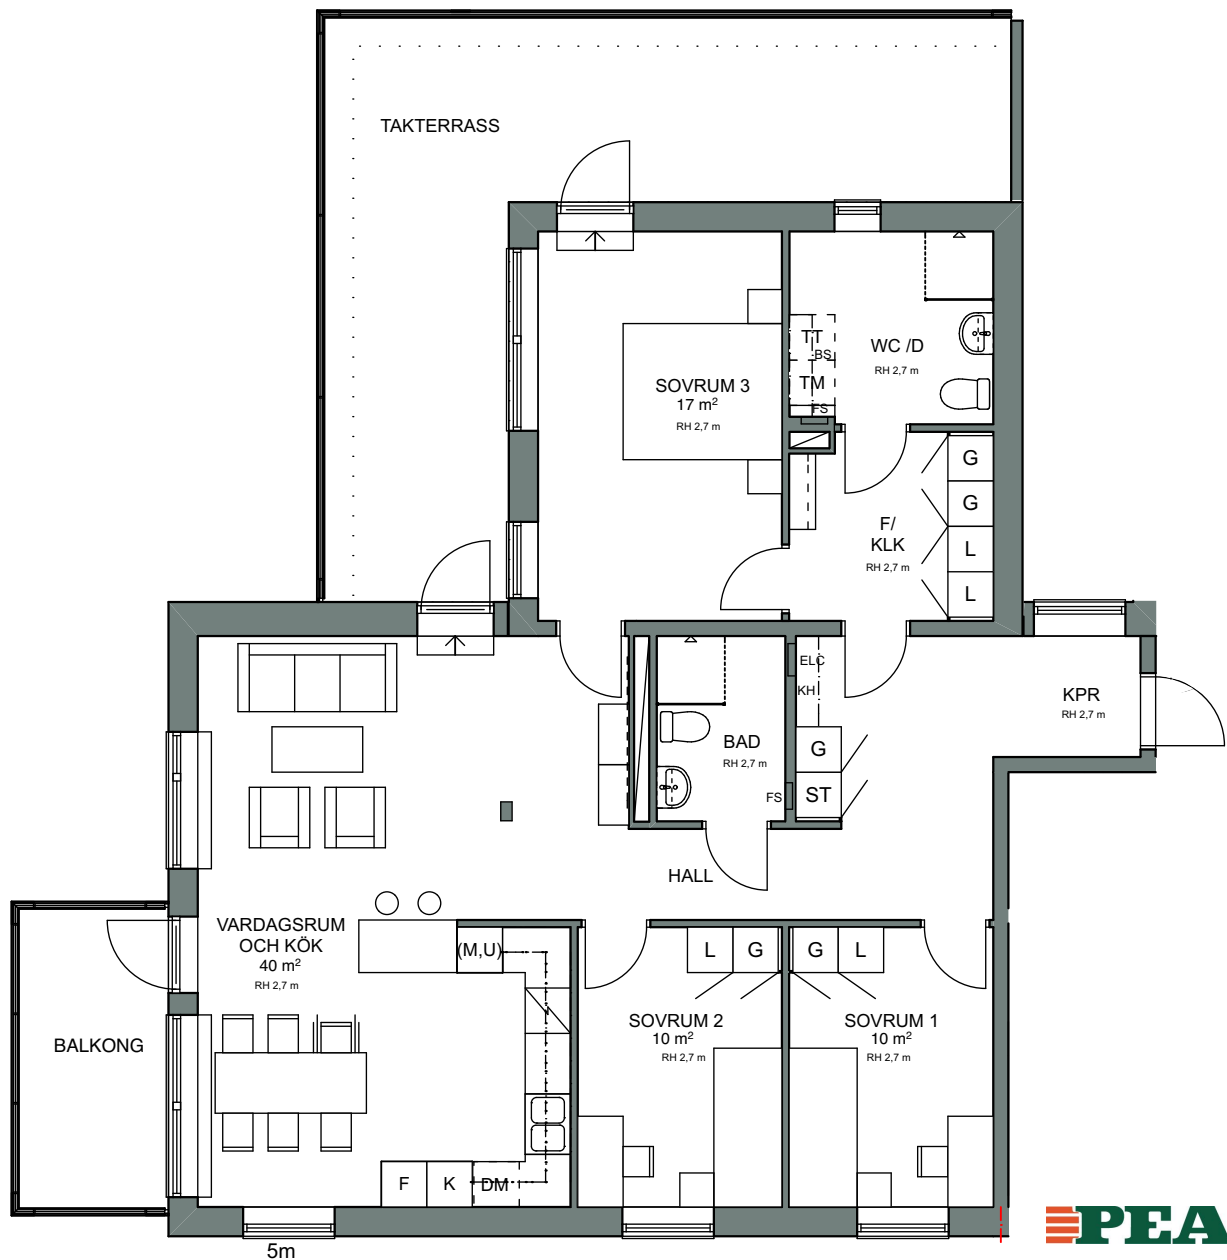 TAKTERRASS
SOVRUM 3
17 m²
RH 2,7 m
TT
BS
TM
FS
WC /D
RH 2,7 m
G
G
L
L
F/
KLK
RH 2,7 m
ELC
KH
G
ST
FS
BAD
RH 2,7 m
KPR
RH 2,7 m
HALL
VARDAGSRUM
OCH KÖK
40 m²
RH 2,7 m
(M,U)
L
G
G
L
SOVRUM 2
10 m²
RH 2,7 m
SOVRUM 1
10 m²
RH 2,7 m
BALKONG
F
K
DM
5m
PEA